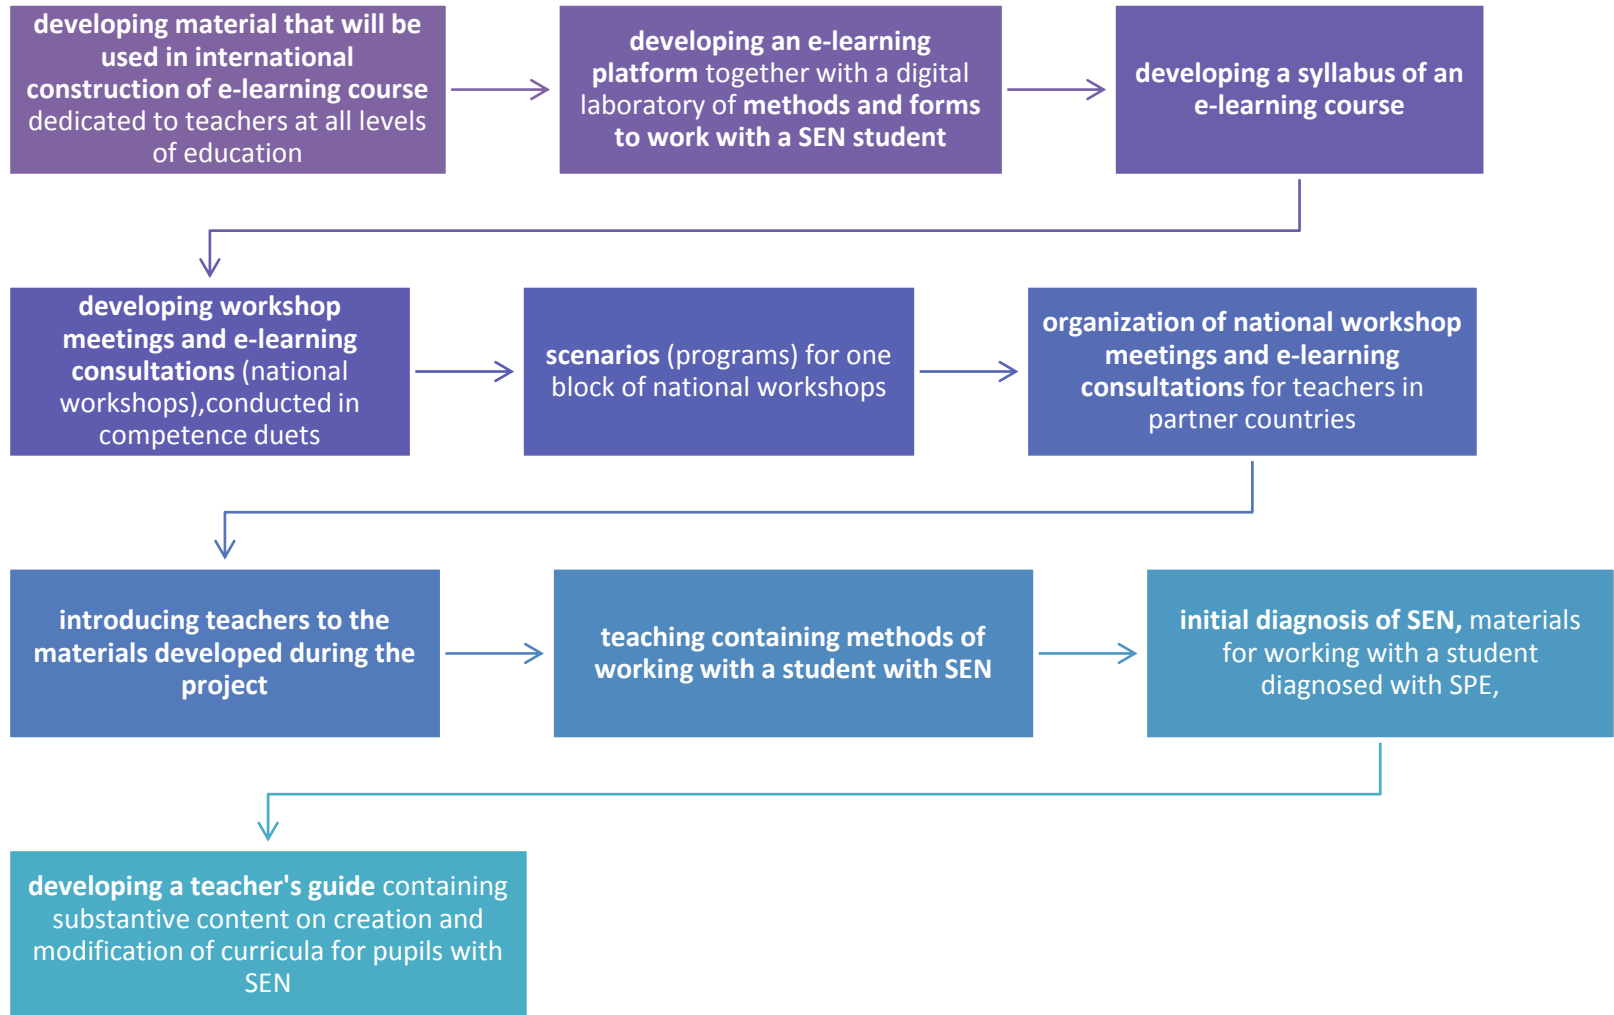 developing material that will be
used in international
construction of e-learning course
dedicated to teachers at all levels
of education
developing an e-learning
platform together with a digital
laboratory of methods and forms
to work with a SEN student
developing a syllabus of an
e-learning course
developing workshop
meetings and e-learning
consultations (national
workshops),conducted in
competence duets
scenarios (programs) for one
block of national workshops
organization of national workshop
meetings and e-learning
consultations for teachers in
partner countries
introducing teachers to the
materials developed during the
project
teaching containing methods of
working with a student with SEN
initial diagnosis of SEN, materials
for working with a student
diagnosed with SPE,
developing a teacher's guide containing
substantive content on creation and
modification of curricula for pupils with
SEN